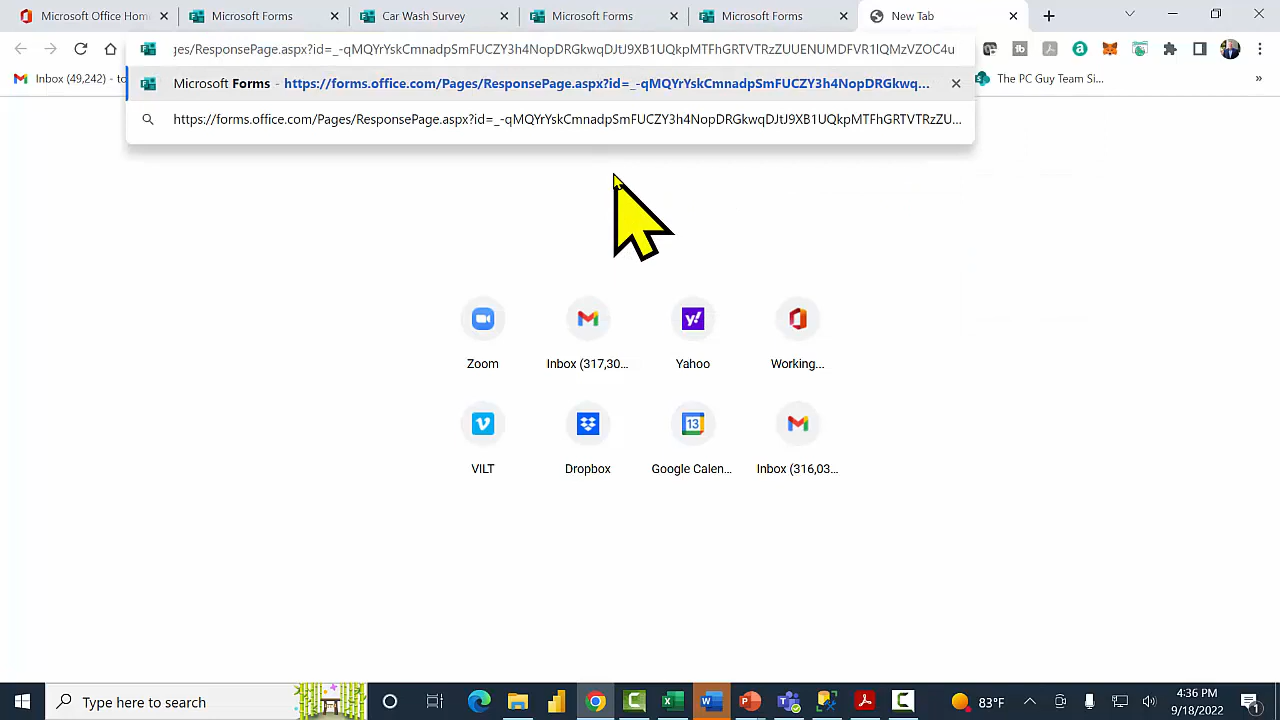 Microsoft Office Hom
Microsoft Forms
Car Wash Survey
Microsoft Forms
Microsoft Forms
New Tab
ges/ResponsePage.aspx?id=_-qMQYrYskCmnadpSmFUCZY3h4NopDRGkwqDJtJ9XB1UQkpMTFhGRTVTRzZUUENUMDFVR1lQMzVZOC4u
Inbox (49,242) - to
The PC Guy Team Si...
»
Microsoft Forms - https://forms.office.com/Pages/ResponsePage.aspx?id=_-qMQYrYskCmnadpSmFUCZY3h4NopDRGkwq...
https://forms.office.com/Pages/ResponsePage.aspx?id=_-qMQYrYskCmnadpSmFUCZY3h4NopDRGkwqDJtJ9XB1UQkpMTFhGRTVTRzZU...
Zoom
Inbox (317,30...
Yahoo
Working...
13
VILT
Dropbox
Google Calen...
Inbox (316,03...
Type here to search
83°F
4:36 PM
9/18/2022